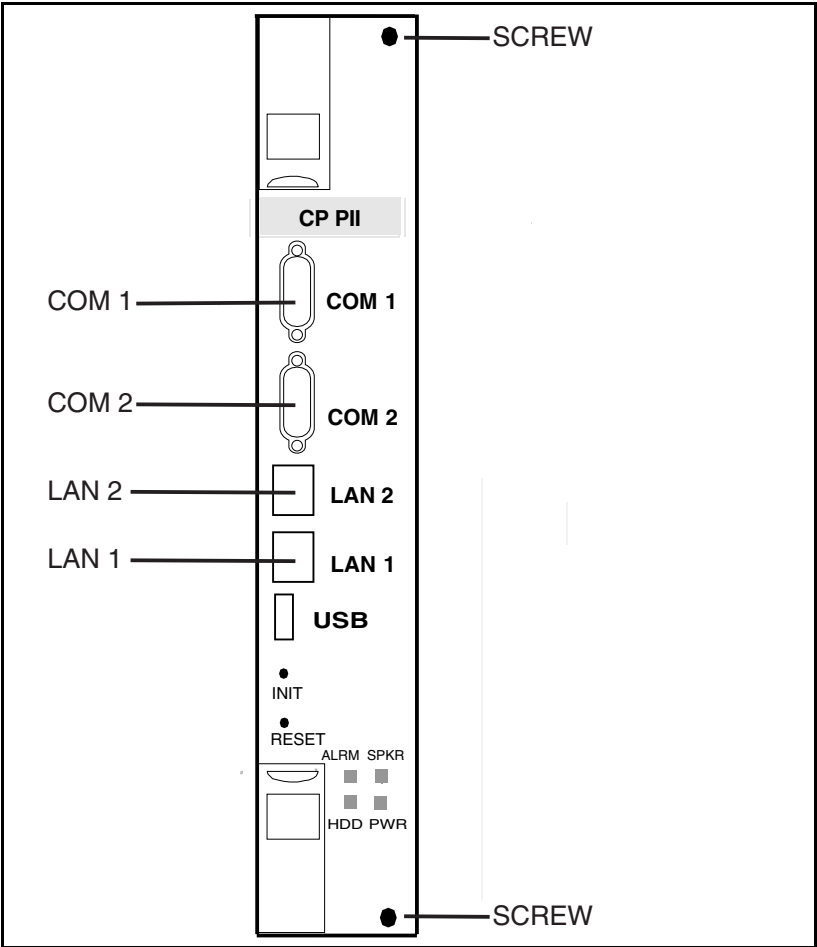 SCREW
CP PII
COM 1
COM 1
COM 2
COM 2
LAN 2
LAN 2
LAN 1
LAN 1
USB
INIT
RESET
ALRM SPKR
HDD PWR
SCREW